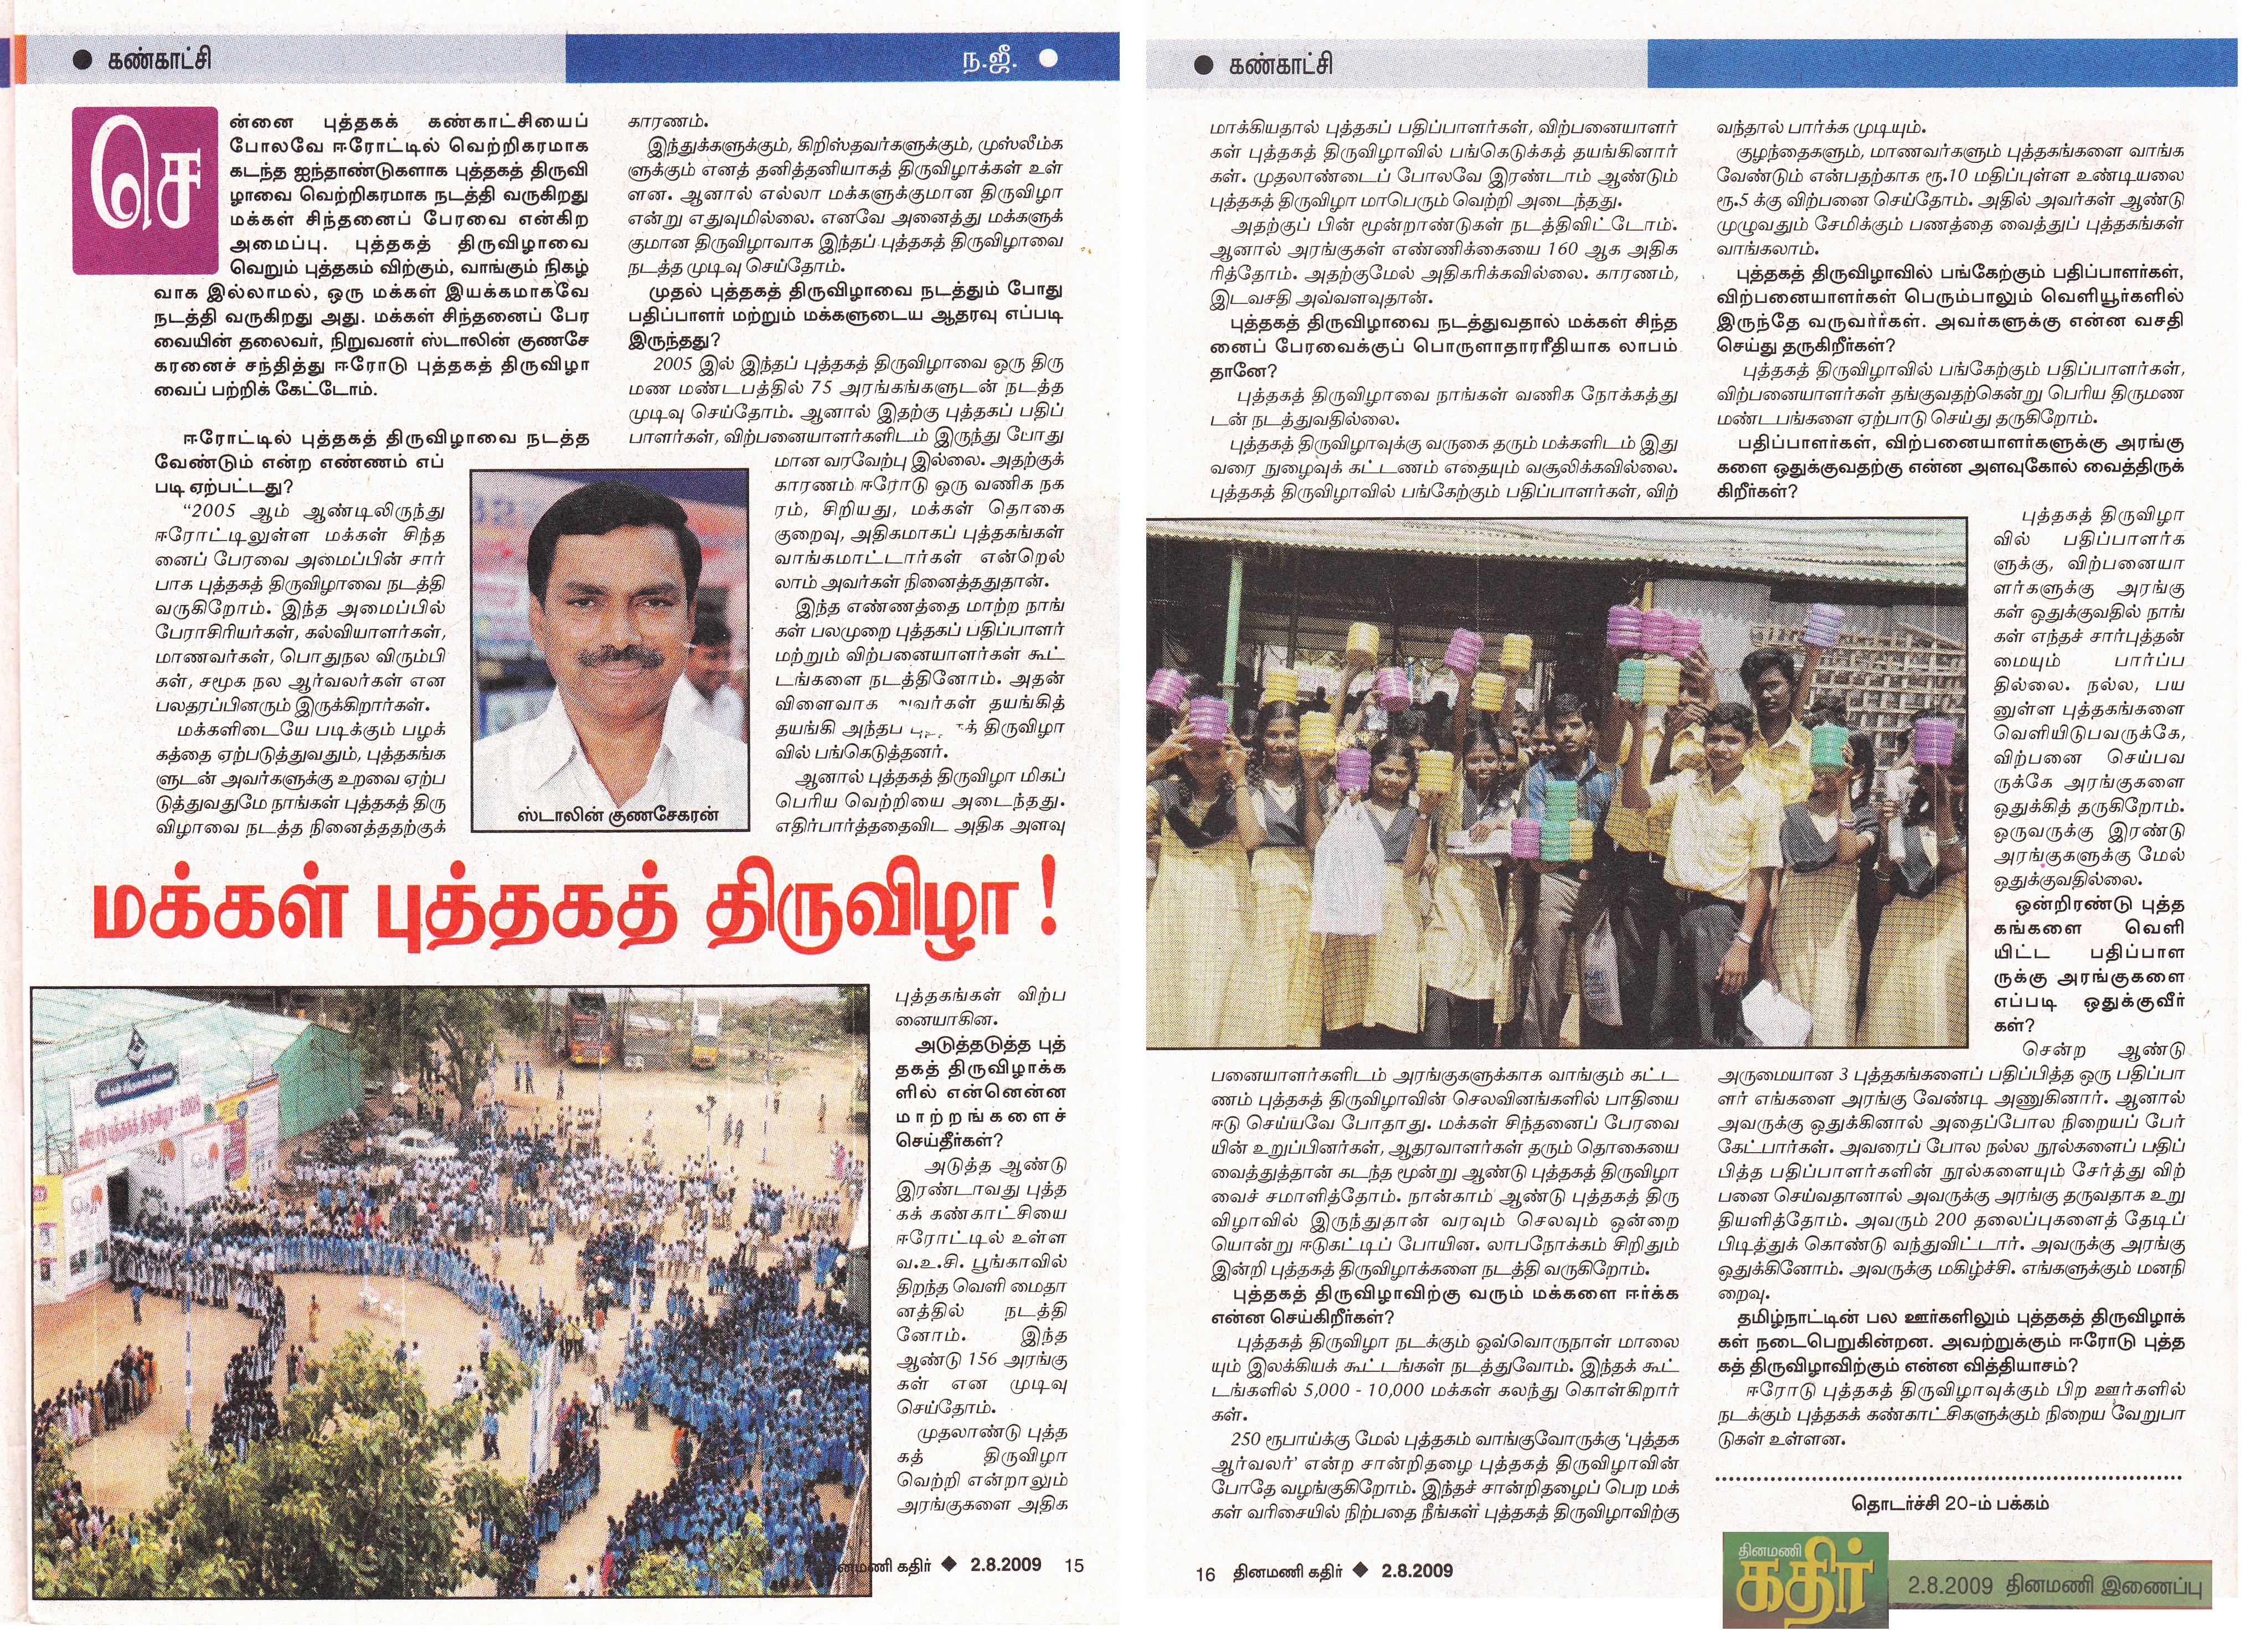 கண்காட்சி
ந.ஜீ.
சென்னை புத்தகக் கண்காட்சியைப்
போலவே ஈரோட்டில் வெற்றிகரமாக
கடந்த ஐந்தாண்டுகளாக புத்தகத் திருவி
ழாவை வெற்றிகரமாக நடத்தி வருகிறது
மக்கள் சிந்தனைப் பேரவை என்கிற
அமைப்பு. புத்தகத் திருவிழாவை
வெறும் புத்தகம் விற்கும், வாங்கும் நிகழ்
வாக இல்லாமல், ஒரு மக்கள் இயக்கமாகவே
நடத்தி வருகிறது அது. மக்கள் சிந்தனைப் பேர
வையின் தலைவர், நிறுவனர் ஸ்டாலின் குணசே
கரனைச் சந்தித்து ஈரோடு புத்தகத் திருவிழா
வைப் பற்றிக் கேட்டோம்.
ஈரோட்டில் புத்தகத் திருவிழாவை நடத்த
வேண்டும் என்ற எண்ணம் எப்
படி ஏற்பட்டது?
“2005 ஆம் ஆண்டிலிருந்து
ஈரோட்டிலுள்ள மக்கள் சிந்த
னைப் பேரவை அமைப்பின் சார்
பாக புத்தகத் திருவிழாவை நடத்தி
வருகிறோம். இந்த அமைப்பில்
பேராசிரியர்கள், கல்வியாளர்கள்,
மாணவர்கள், பொதுநல விரும்பி
கள், சமூக நல ஆர்வலர்கள் என
பலதரப்பினரும் இருக்கிறார்கள்.
மக்களிடையே படிக்கும் பழக்
கத்தை ஏற்படுத்துவதும், புத்தகங்க
ளுடன் அவர்களுக்கு உறவை ஏற்ப
டுத்துவதுமே நாங்கள் புத்தகத் திரு
விழாவை நடத்த நினைத்ததற்குக்
காரணம்.
இந்துக்களுக்கும், கிறிஸ்தவர்களுக்கும், முஸ்லீம்க
ளுக்கும் எனத் தனித்தனியாகத் திருவிழாக்கள் உள்
ளன. ஆனால் எல்லா மக்களுக்குமான திருவிழா
என்று எதுவுமில்லை. எனவே அனைத்து மக்களுக்
குமான திருவிழாவாக இந்தப் புத்தகத் திருவிழாவை
நடத்த முடிவு செய்தோம்.
முதல் புத்தகத் திருவிழாவை நடத்தும் போது
பதிப்பாளர் மற்றும் மக்களுடைய ஆதரவு எப்படி
இருந்தது?
2005 இல் இந்தப் புத்தகத் திருவிழாவை ஒரு திரு
மண மண்டபத்தில் 75 அரங்கங்களுடன் நடத்த
முடிவு செய்தோம். ஆனால் இதற்கு புத்தகப் பதிப்
பாளர்கள், விற்பனையாளர்களிடம் இருந்து போது
மான வரவேற்பு இல்லை. அதற்குக்
காரணம் ஈரோடு ஒரு வணிக நக
ரம், சிறியது, மக்கள் தொகை
குறைவு, அதிகமாகப் புத்தகங்கள்
வாங்கமாட்டார்கள் என்றெல்
லாம் அவர்கள் நினைத்ததுதான்.
இந்த எண்ணத்தை மாற்ற நாங்
கள் பலமுறை புத்தகப் பதிப்பாளர்
மற்றும் விற்பனையாளர்கள் கூட்
டங்களை நடத்தினோம். அதன்
விளைவாக அவர்கள் தயங்கித்
தயங்கி அந்தப் திருவிழா
வில் பங்கெடுத்தனர்.
ஆனால் புத்தகத் திருவிழா மிகப்
பெரிய வெற்றியை அடைந்தது.
எதிர்பார்த்ததைவிட அதிக அளவு
ஸ்டாலின் குணசேகரன்
மக்கள் புத்தகத் திருவிழா !
புத்தகங்கள் விற்ப
னையாகின.
அடுத்தடுத்த புத்
தகத் திருவிழாக்க
ளில் என்னென்ன
மாற்றங்களைச்
செய்தீர்கள்?
அடுத்த ஆண்டு
இரண்டாவது புத்த
கக் கண்காட்சியை
ஈரோட்டில் உள்ள
வ.உ.சி. பூங்காவில்
திறந்த வெளி மைதா
னத்தில் நடத்தி
னோம். இந்த
ஆண்டு 156 அரங்கு
கள் என முடிவு
செய்தோம்.
முதலாண்டு புத்த
கத் திருவிழா
வெற்றி என்றாலும்
அரங்குகளை அதிக
ஈரோடு புத்தகத் திருவிழா - 2008
னமணி கதிர் ◆ 2.8.2009 15
கண்காட்சி
மாக்கியதால் புத்தகப் பதிப்பாளர்கள், விற்பனையாளர்
கள் புத்தகத் திருவிழாவில் பங்கெடுக்கத் தயங்கினார்
கள். முதலாண்டைப் போலவே இரண்டாம் ஆண்டும்
புத்தகத் திருவிழா மாபெரும் வெற்றி அடைந்தது.
அதற்குப் பின் மூன்றாண்டுகள் நடத்திவிட்டோம்.
ஆனால் அரங்குகள் எண்ணிக்கையை 160 ஆக அதிக
ரித்தோம். அதற்குமேல் அதிகரிக்கவில்லை. காரணம்,
இடவசதி அவ்வளவுதான்.
புத்தகத் திருவிழாவை நடத்துவதால் மக்கள் சிந்த
னைப் பேரவைக்குப் பொருளாதாரரீதியாக லாபம்
தானே?
புத்தகத் திருவிழாவை நாங்கள் வணிக நோக்கத்து
டன் நடத்துவதில்லை.
புத்தகத் திருவிழாவுக்கு வருகை தரும் மக்களிடம் இது
வரை நுழைவுக் கட்டணம் எதையும் வசூலிக்கவில்லை.
புத்தகத் திருவிழாவில் பங்கேற்கும் பதிப்பாளர்கள், விற்
பனையாளர்களிடம் அரங்குகளுக்காக வாங்கும் கட்ட
ணம் புத்தகத் திருவிழாவின் செலவினங்களில் பாதியை
ஈடு செய்யவே போதாது. மக்கள் சிந்தனைப் பேரவை
யின் உறுப்பினர்கள், ஆதரவாளர்கள் தரும் தொகையை
வைத்துத்தான் கடந்த மூன்று ஆண்டு புத்தகத் திருவிழா
வைச் சமாளித்தோம். நான்காம் ஆண்டு புத்தகத் திரு
விழாவில் இருந்துதான் வரவும் செலவும் ஒன்றை
யொன்று ஈடுகட்டிப் போயின. லாபநோக்கம் சிறிதும்
இன்றி புத்தகத் திருவிழாக்களை நடத்தி வருகிறோம்.
புத்தகத் திருவிழாவிற்கு வரும் மக்களை ஈர்க்க
என்ன செய்கிறீர்கள்?
புத்தகத் திருவிழா நடக்கும் ஒவ்வொருநாள் மாலை
யும் இலக்கியக் கூட்டங்கள் நடத்துவோம். இந்தக் கூட்
டங்களில் 5,000 - 10,000 மக்கள் கலந்து கொள்கிறார்
கள்.
250 ரூபாய்க்கு மேல் புத்தகம் வாங்குவோருக்கு ‘புத்தக
ஆர்வலர்’ என்ற சான்றிதழை புத்தகத் திருவிழாவின்
போதே வழங்குகிறோம். இந்தச் சான்றிதழைப் பெற மக்
கள் வரிசையில் நிற்பதை நீங்கள் புத்தகத் திருவிழாவிற்கு
வந்தால் பார்க்க முடியும்.
குழந்தைகளும், மாணவர்களும் புத்தகங்களை வாங்க
வேண்டும் என்பதற்காக ரூ.10 மதிப்புள்ள உண்டியலை
ரூ.5 க்கு விற்பனை செய்தோம். அதில் அவர்கள் ஆண்டு
முழுவதும் சேமிக்கும் பணத்தை வைத்துப் புத்தகங்கள்
வாங்கலாம்.
புத்தகத் திருவிழாவில் பங்கேற்கும் பதிப்பாளர்கள்,
விற்பனையாளர்கள் பெரும்பாலும் வெளியூர்களில்
இருந்தே வருவார்கள். அவர்களுக்கு என்ன வசதி
செய்து தருகிறீர்கள்?
புத்தகத் திருவிழாவில் பங்கேற்கும் பதிப்பாளர்கள்,
விற்பனையாளர்கள் தங்குவதற்கென்று பெரிய திருமண
மண்டபங்களை ஏற்பாடு செய்து தருகிறோம்.
பதிப்பாளர்கள், விற்பனையாளர்களுக்கு அரங்கு
களை ஒதுக்குவதற்கு என்ன அளவுகோல் வைத்திருக்
கிறீர்கள்?
புத்தகத் திருவிழா
வில் பதிப்பாளர்க
ளுக்கு, விற்பனையா
ளர்களுக்கு அரங்கு
கள் ஒதுக்குவதில் நாங்
கள் எந்தச் சார்புத்தன்
மையும் பார்ப்ப
தில்லை. நல்ல, பய
னுள்ள புத்தகங்களை
வெளியிடுபவருக்கே,
விற்பனை செய்பவ
ருக்கே அரங்குகளை
ஒதுக்கித் தருகிறோம்.
ஒருவருக்கு இரண்டு
அரங்குகளுக்கு மேல்
ஒதுக்குவதில்லை.
ஒன்றிரண்டு புத்த
கங்களை வெளி
யிட்ட பதிப்பாள
ருக்கு அரங்குகளை
எப்படி ஒதுக்குவீர்
கள்?
சென்ற ஆண்டு
அருமையான 3 புத்தகங்களைப் பதிப்பித்த ஒரு பதிப்பா
ளர் எங்களை அரங்கு வேண்டி அணுகினார். ஆனால்
அவருக்கு ஒதுக்கினால் அதைப்போல நிறையப் பேர்
கேட்பார்கள். அவரைப் போல நல்ல நூல்களைப் பதிப்
பித்த பதிப்பாளர்களின் நூல்களையும் சேர்த்து விற்
பனை செய்வதானால் அவருக்கு அரங்கு தருவதாக உறு
தியளித்தோம். அவரும் 200 தலைப்புகளைத் தேடிப்
பிடித்துக் கொண்டு வந்துவிட்டார். அவருக்கு அரங்கு
ஒதுக்கினோம். அவருக்கு மகிழ்ச்சி. எங்களுக்கும் மனநி
றைவு.
தமிழ்நாட்டின் பல ஊர்களிலும் புத்தகத் திருவிழாக்
கள் நடைபெறுகின்றன. அவற்றுக்கும் ஈரோடு புத்த
கத் திருவிழாவிற்கும் என்ன வித்தியாசம்?
ஈரோடு புத்தகத் திருவிழாவுக்கும் பிற ஊர்களில்
நடக்கும் புத்தகக் கண்காட்சிகளுக்கும் நிறைய வேறுபா
டுகள் உள்ளன.
தொடர்ச்சி 20-ம் பக்கம்
16 தினமணி கதிர் ◆ 2.8.2009
தினமணி
கதிர்
2.8.2009 தினமணி இணைப்பு